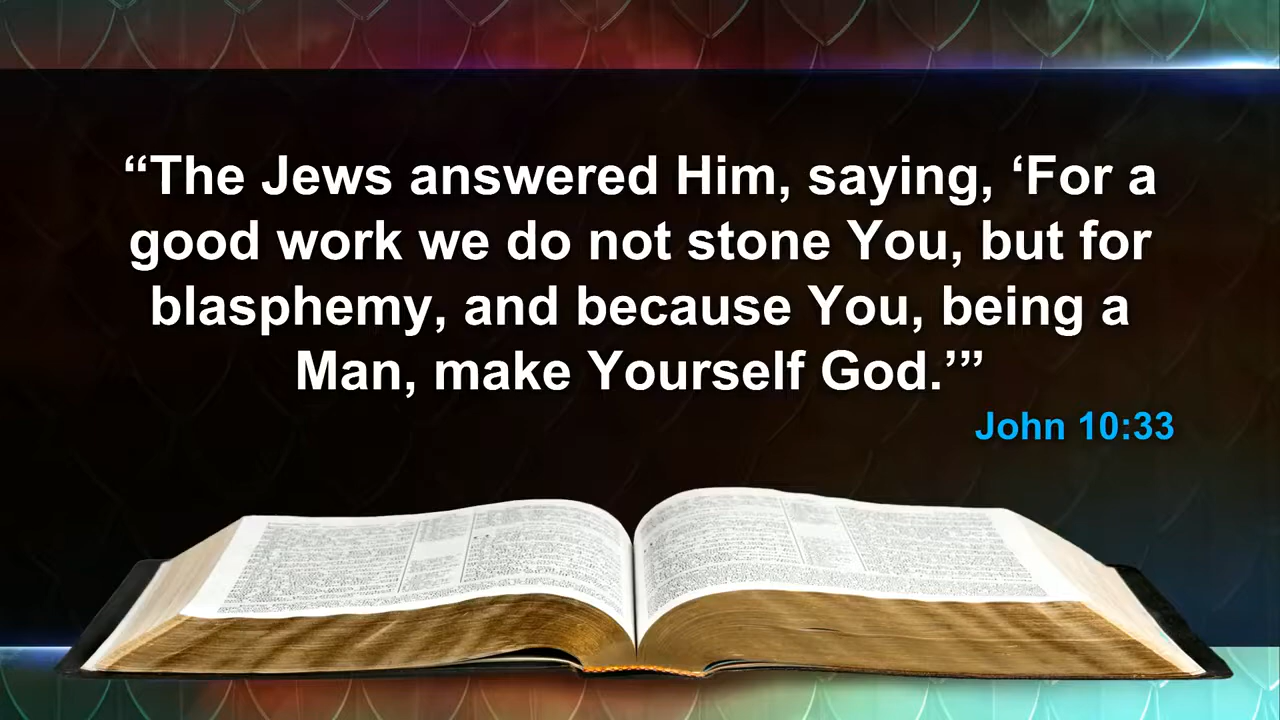 “The Jews answered Him, saying, ‘For a
good work we do not stone You, but for
blasphemy, and because You, being a
Man, make Yourself God.’”
John 10:33